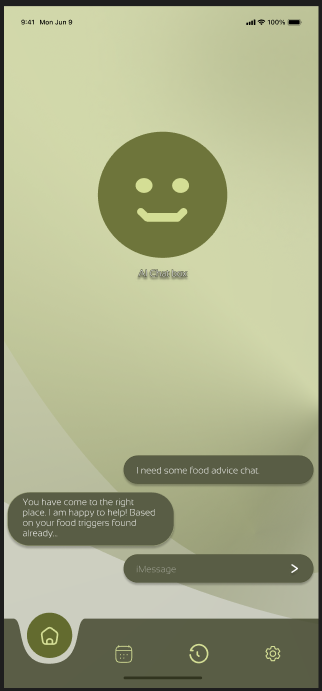 9:41 Mon Jun 9 100%
Ai Chat box
I need some food advice chat.
You have come to the right
place. I am happy to help! Based
on your food triggers found
already...
iMessage